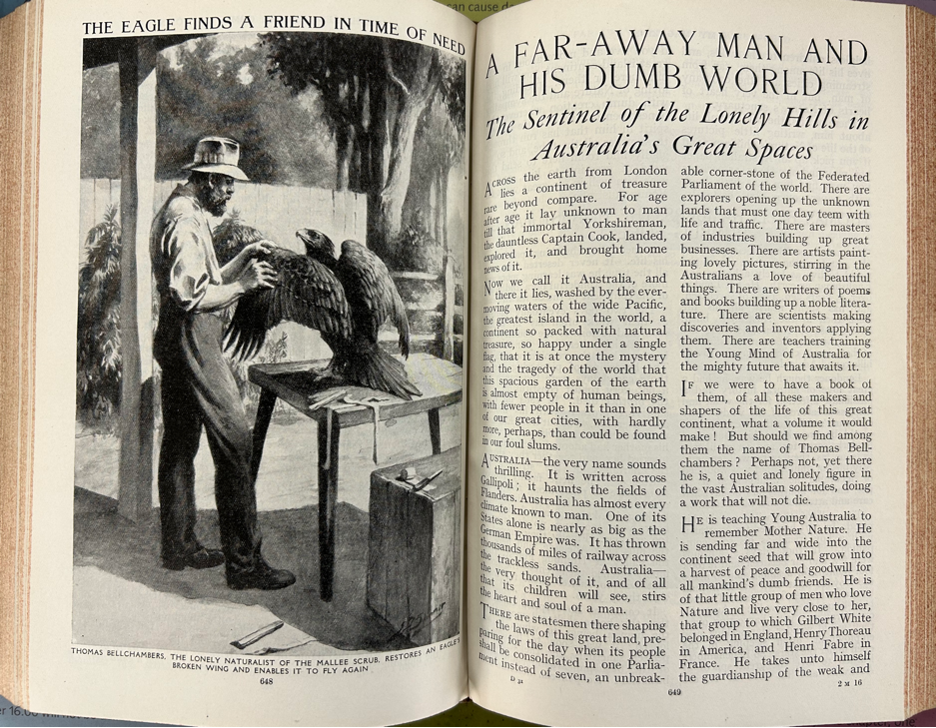 can cause de
THE EAGLE FINDS A FRIEND IN TIME OF NEED
THOMAS BELLCHAMBERS, THE LONELY NATURALIST OF THE MALLEE SCRUB, RESTORES AN EAGLE'S
BROKEN WING AND ENABLES IT TO FLY AGAIN
648
A FAR-AWAY MAN AND
HIS DUMB WORLD
The Sentinel of the Lonely Hills in
Australia's Great Spaces
ACROSS the earth from London
lies a continent of treasure
rare beyond compare. For age
after age it lay unknown to man
till that immortal Yorkshireman,
the dauntless Captain Cook, landed,
explored it, and brought home
news of it.
Now we call it Australia, and
there it lies, washed by the ever-
moving waters of the wide Pacific,
the greatest island in the world, a
continent so packed with natural
treasure, so happy under a single
flag, that it is at once the mystery
and the tragedy of the world that
this spacious garden of the earth
is almost empty of human beings,
with fewer people in it than in one
of our great cities, with hardly
more, perhaps, than could be found
in our foul slums.
AUSTRALIA—the very name sounds
thrilling. It is written across
Gallipoli; it haunts the fields of
Flanders. Australia has almost every
climate known to man. One of its
States alone is nearly as big as the
German Empire was. It has thrown
thousands of miles of railway across
the trackless sands. Australia—
the very thought of it, and of all
that its children will see, stirs
the heart and soul of a man.
THERE are statesmen there shaping
the laws of this great land, pre-
paring for the day when its people
shall be consolidated in one Parlia-
ment instead of seven, an unbreak-
able corner-stone of the Federated
Parliament of the world. There are
explorers opening up the unknown
lands that must one day teem with
life and traffic. There are masters
of industries building up great
businesses. There are artists paint-
ing lovely pictures, stirring in the
Australians a love of beautiful
things. There are writers of poems
and books building up a noble litera-
ture. There are scientists making
discoveries and inventors applying
them. There are teachers training
the Young Mind of Australia for
the mighty future that awaits it.
IF we were to have a book of
them, of all these makers and
shapers of the life of this great
continent, what a volume it would
make! But should we find among
them the name of Thomas Bell-
chambers? Perhaps not, yet there
he is, a quiet and lonely figure in
the vast Australian solitudes, doing
a work that will not die.
HE is teaching Young Australia to
remember Mother Nature. He
is sending far and wide into the
continent seed that will grow into
a harvest of peace and goodwill for
all mankind's dumb friends. He is
of that little group of men who love
Nature and live very close to her,
that group to which Gilbert White
belonged in England, Henry Thoreau
in America, and Henri Fabre in
France. He takes unto himself
the guardianship of the weak and
649
2 M 16